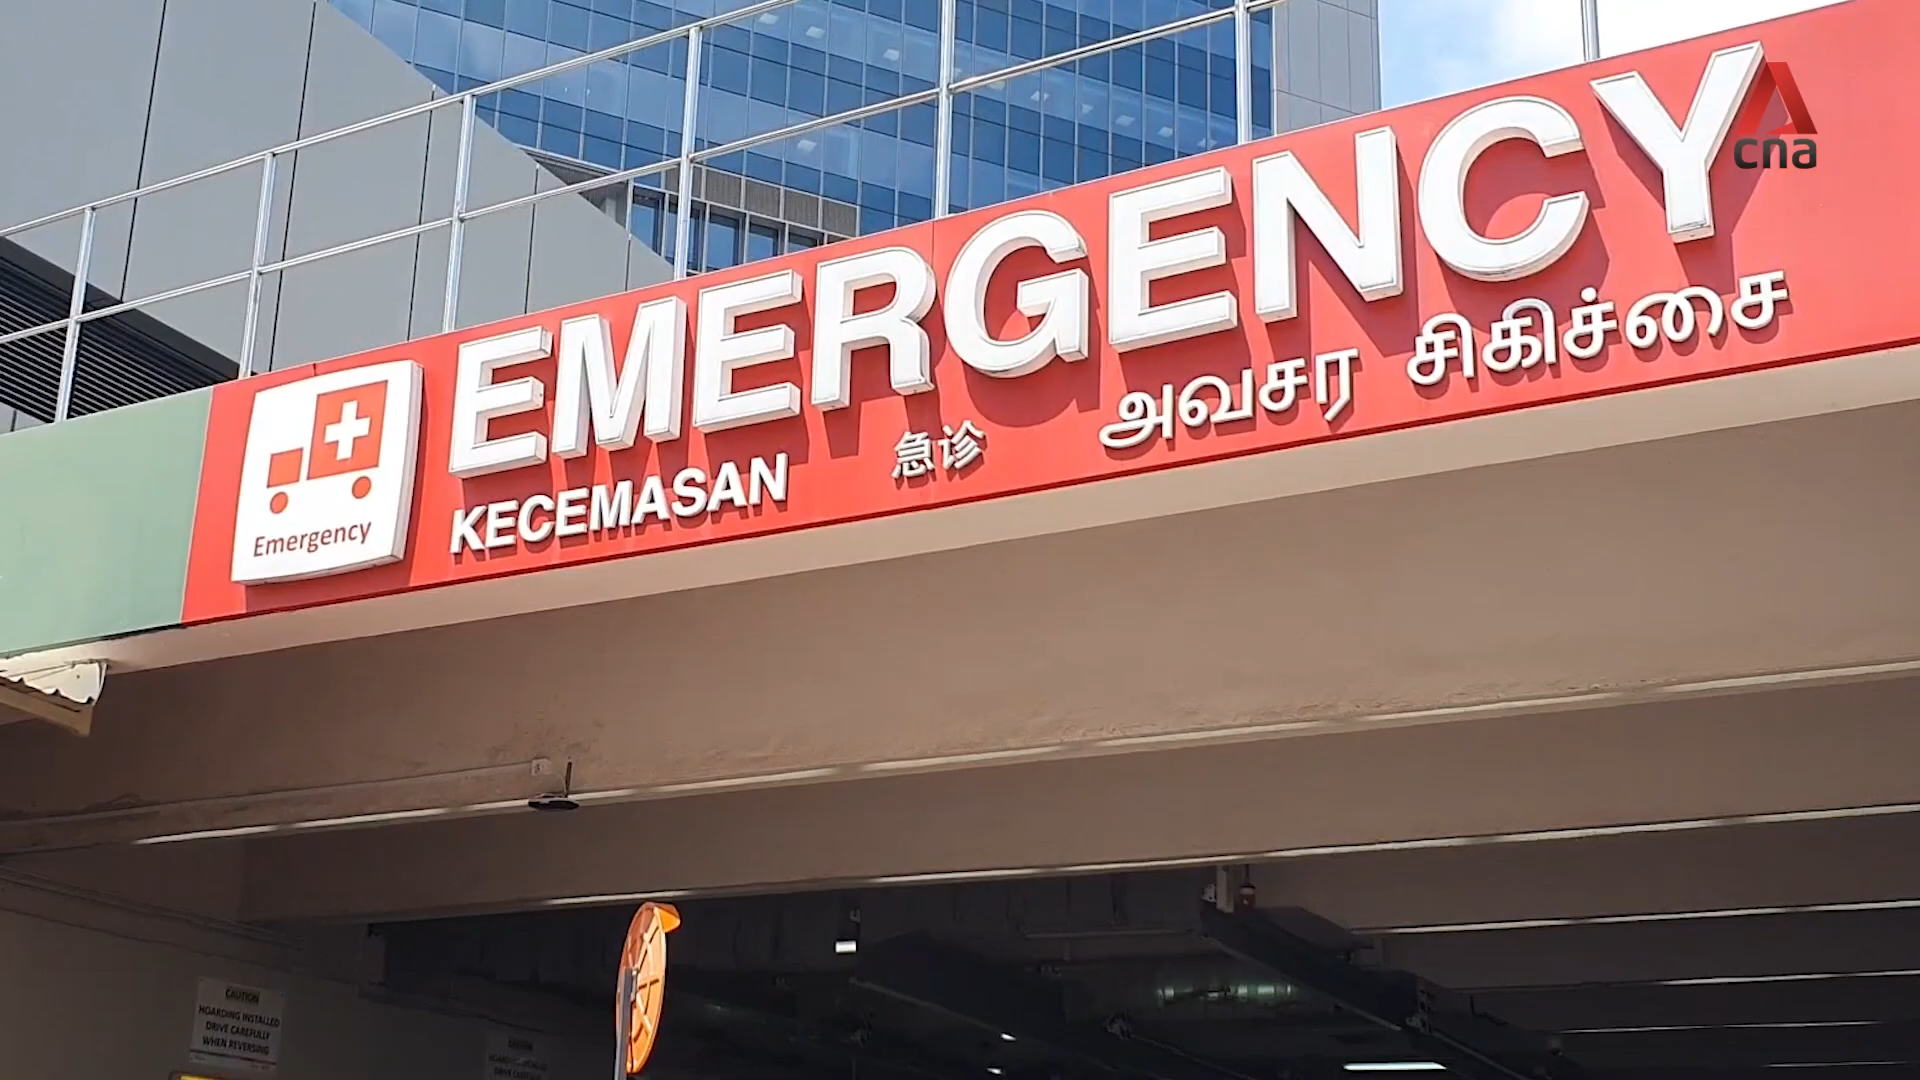 EMERGENCY
cna
Emergency
KECEMASAN 急诊 அவசர சிகிச்சை
CAUTION
HOARDING INSTALLED
DRIVE CAREFULLY
WHEN REVERSING